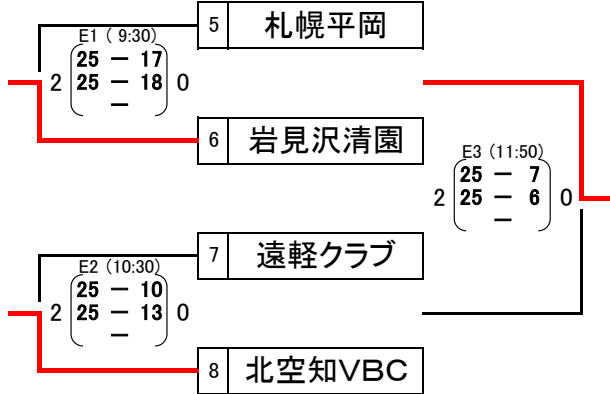 5 札幌平岡
E1 ( 9:30)
2 25 ー 17 0
25 ー 18
ー
6 岩見沢清園
E3 (11:50)
2 25 ー 7 0
25 ー 6
ー
7 遠軽クラブ
E2 (10:30)
2 25 ー 10 0
25 ー 13
ー
8 北空知VBC